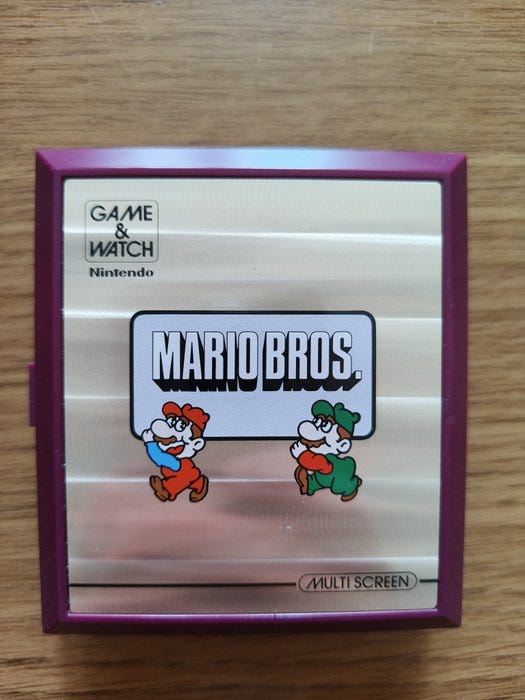 GAME
&
WATCH
Nintendo
MARIO BROS.
MULTI SCREEN